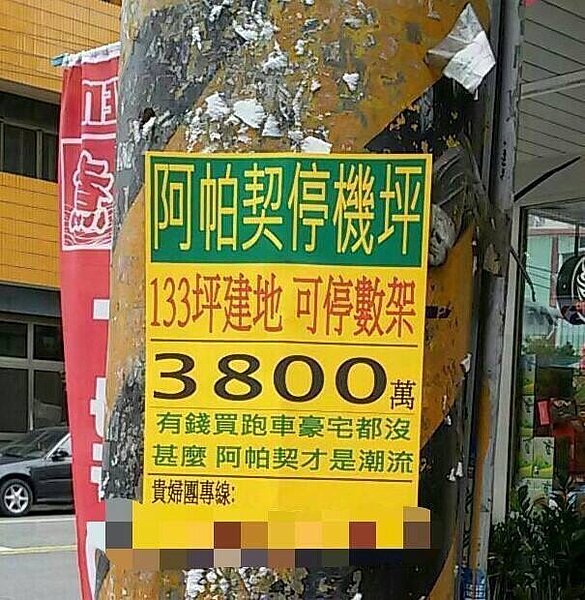 阿帕契停機坪
133坪建地 可停數架
3800萬
有錢買跑車豪宅都沒
甚麼 阿帕契才是潮流
貴婦團專線:
正